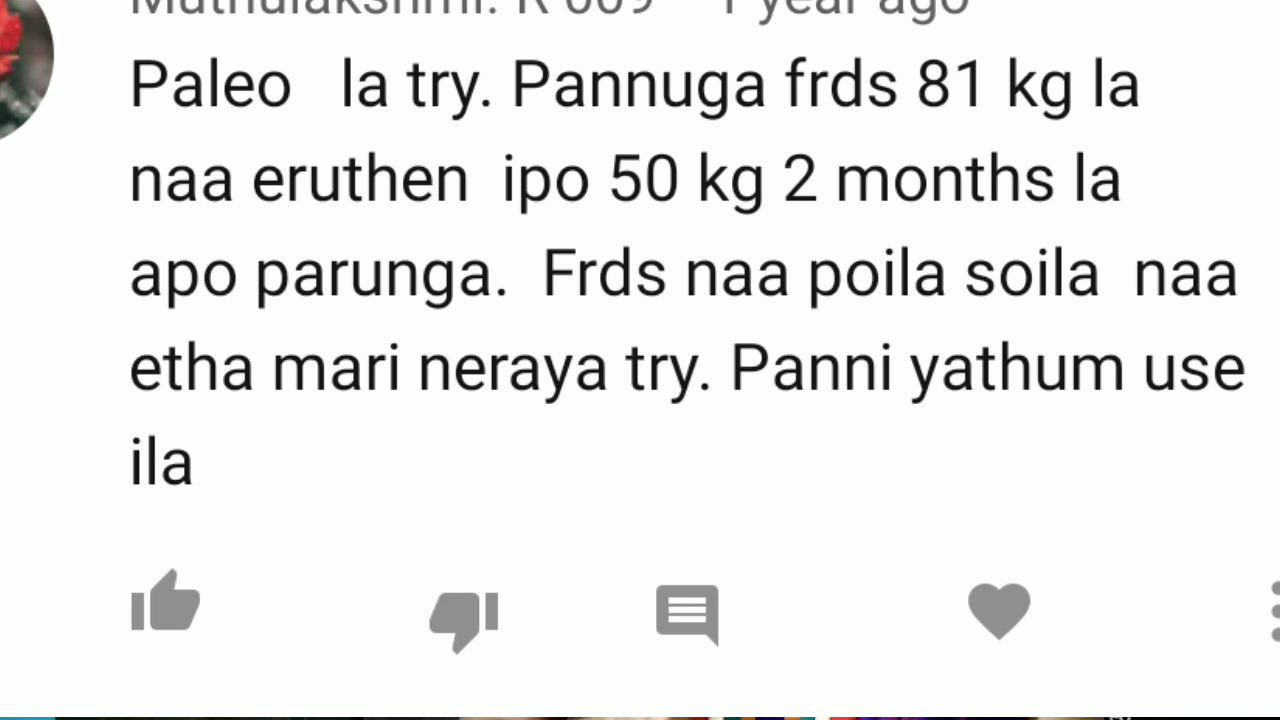 Paleo la try. Pannuga frds 81 kg la
naa eruthen ipo 50 kg 2 months la
apo parunga. Frds naa poila soila naa
etha mari neraya try. Panni yathum use
ila